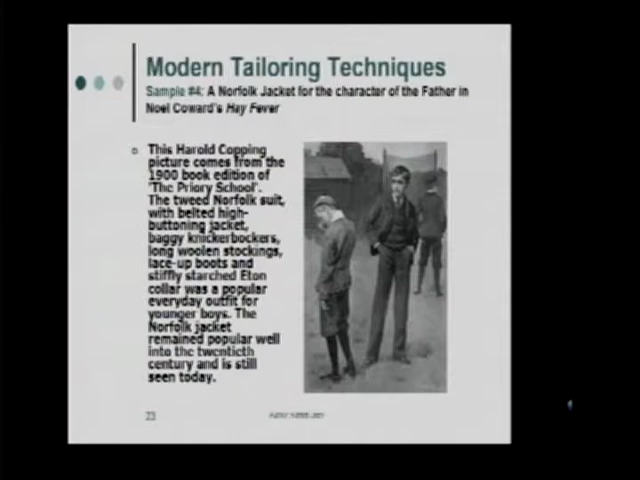 Modern Tailoring Techniques
Sample #4: A Norfolk Jacket for the character of the Father in
Noel Coward's Hay Fever
This Harold Copping
picture comes from the
1900 book edition of
'The Priory School'.
The tweed Norfolk suit,
with belted high-
buttoning jacket,
baggy knickerbockers,
long woolen stockings,
lace-up boots and
stiffly starched Eton
collar was a popular
everyday outfit for
younger boys. The
Norfolk jacket
remained popular well
into the twentieth
century and is still
seen today.
23